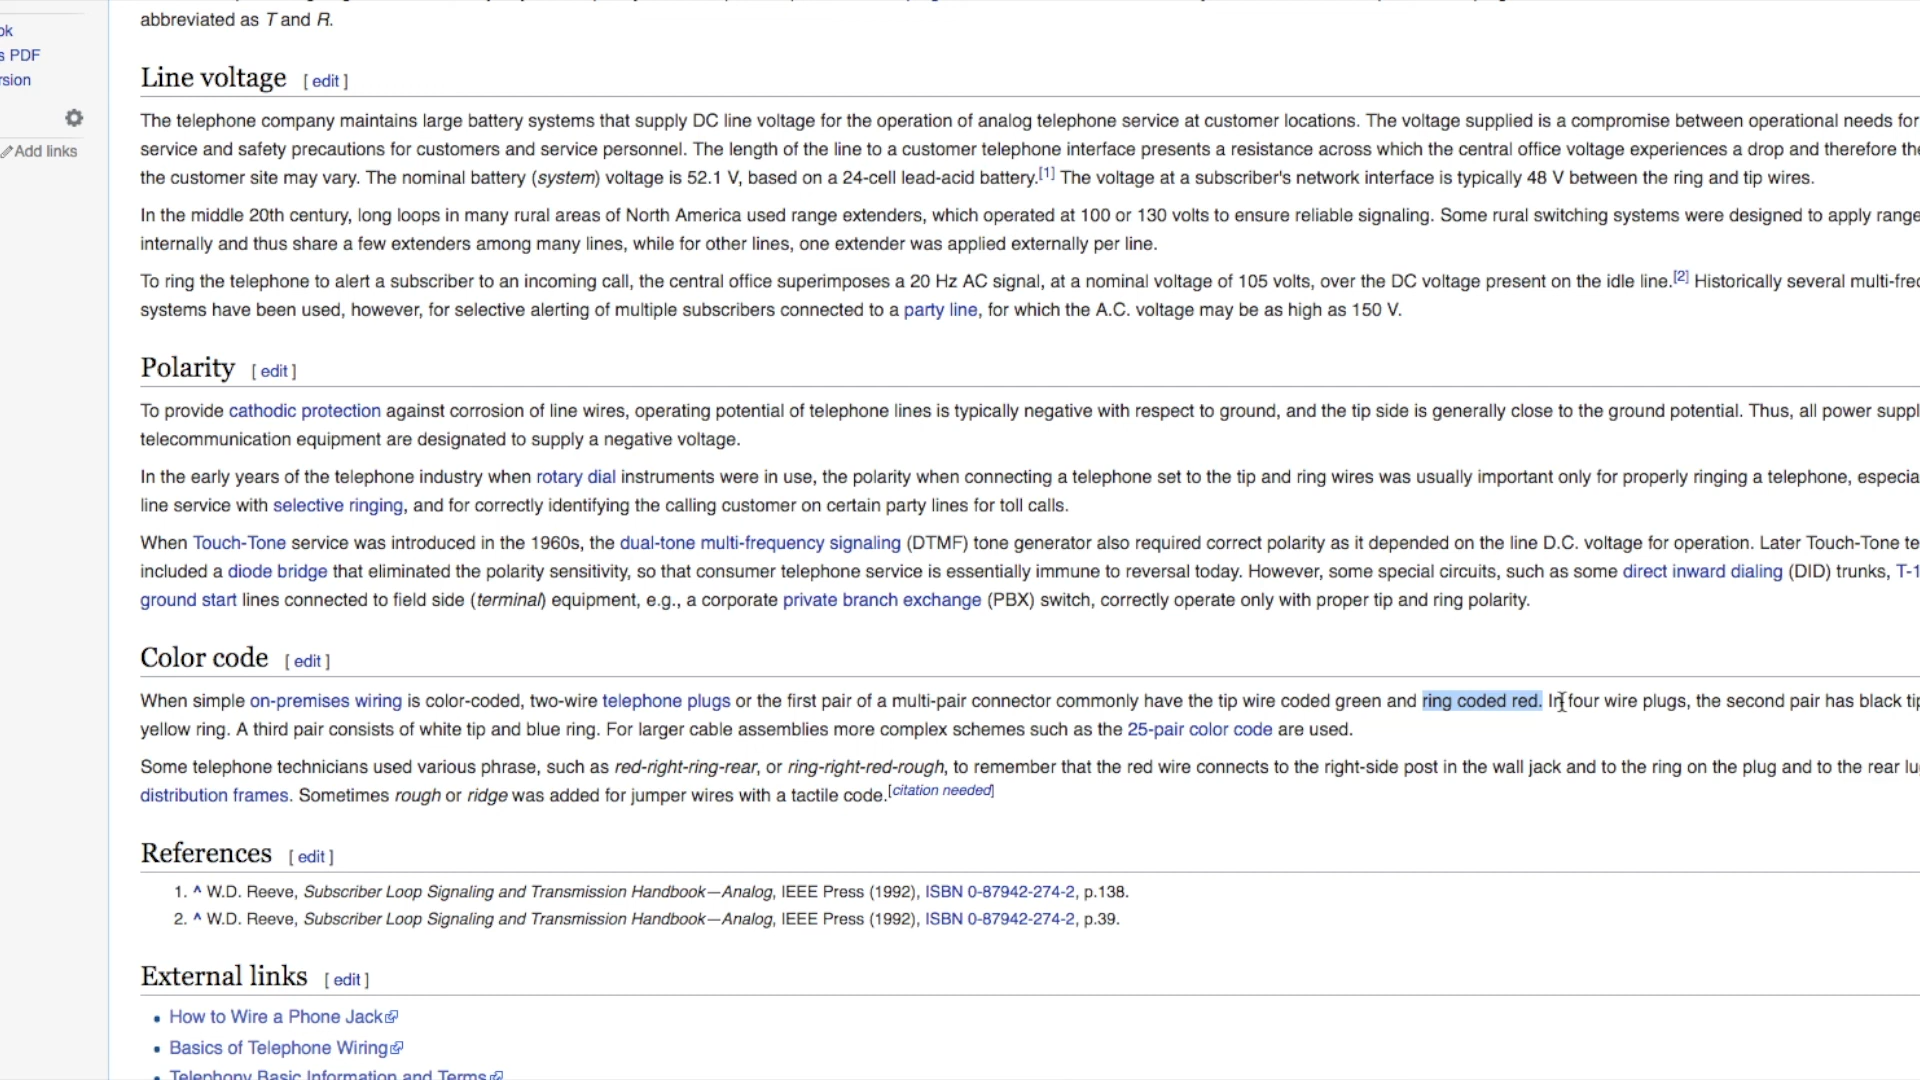 abbreviated as T and R.
ok
s PDF
rsion
Add links
Line voltage [ edit ]
The telephone company maintains large battery systems that supply DC line voltage for the operation of analog telephone service at customer locations. The voltage supplied is a compromise between operational needs for
service and safety precautions for customers and service personnel. The length of the line to a customer telephone interface presents a resistance across which the central office voltage experiences a drop and therefore the
the customer site may vary. The nominal battery (system) voltage is 52.1 V, based on a 24-cell lead-acid battery.[1] The voltage at a subscriber's network interface is typically 48 V between the ring and tip wires.
In the middle 20th century, long loops in many rural areas of North America used range extenders, which operated at 100 or 130 volts to ensure reliable signaling. Some rural switching systems were designed to apply range
internally and thus share a few extenders among many lines, while for other lines, one extender was applied externally per line.
To ring the telephone to alert a subscriber to an incoming call, the central office superimposes a 20 Hz AC signal, at a nominal voltage of 105 volts, over the DC voltage present on the idle line.[2] Historically several multi-fre
systems have been used, however, for selective alerting of multiple subscribers connected to a party line, for which the A.C. voltage may be as high as 150 V.
Polarity [ edit ]
To provide cathodic protection against corrosion of line wires, operating potential of telephone lines is typically negative with respect to ground, and the tip side is generally close to the ground potential. Thus, all power suppl
telecommunication equipment are designated to supply a negative voltage.
In the early years of the telephone industry when rotary dial instruments were in use, the polarity when connecting a telephone set to the tip and ring wires was usually important only for properly ringing a telephone, especia
line service with selective ringing, and for correctly identifying the calling customer on certain party lines for toll calls.
When Touch-Tone service was introduced in the 1960s, the dual-tone multi-frequency signaling (DTMF) tone generator also required correct polarity as it depended on the line D.C. voltage for operation. Later Touch-Tone te
included a diode bridge that eliminated the polarity sensitivity, so that consumer telephone service is essentially immune to reversal today. However, some special circuits, such as some direct inward dialing (DID) trunks, T-1
ground start lines connected to field side (terminal) equipment, e.g., a corporate private branch exchange (PBX) switch, correctly operate only with proper tip and ring polarity.
Color code [ edit ]
When simple on-premises wiring is color-coded, two-wire telephone plugs or the first pair of a multi-pair connector commonly have the tip wire coded green and ring coded red. In four wire plugs, the second pair has black tip
yellow ring. A third pair consists of white tip and blue ring. For larger cable assemblies more complex schemes such as the 25-pair color code are used.
Some telephone technicians used various phrase, such as red-right-ring-rear, or ring-right-red-rough, to remember that the red wire connects to the right-side post in the wall jack and to the ring on the plug and to the rear lu
distribution frames. Sometimes rough or ridge was added for jumper wires with a tactile code.[citation needed]
References [ edit ]
1. ^ W.D. Reeve, Subscriber Loop Signaling and Transmission Handbook—Analog, IEEE Press (1992), ISBN 0-87942-274-2, p.138.
2. ^ W.D. Reeve, Subscriber Loop Signaling and Transmission Handbook—Analog, IEEE Press (1992), ISBN 0-87942-274-2, p.39.
External links [ edit ]
• How to Wire a Phone Jack
• Basics of Telephone Wiring
• Telephony Basic Information and Terms